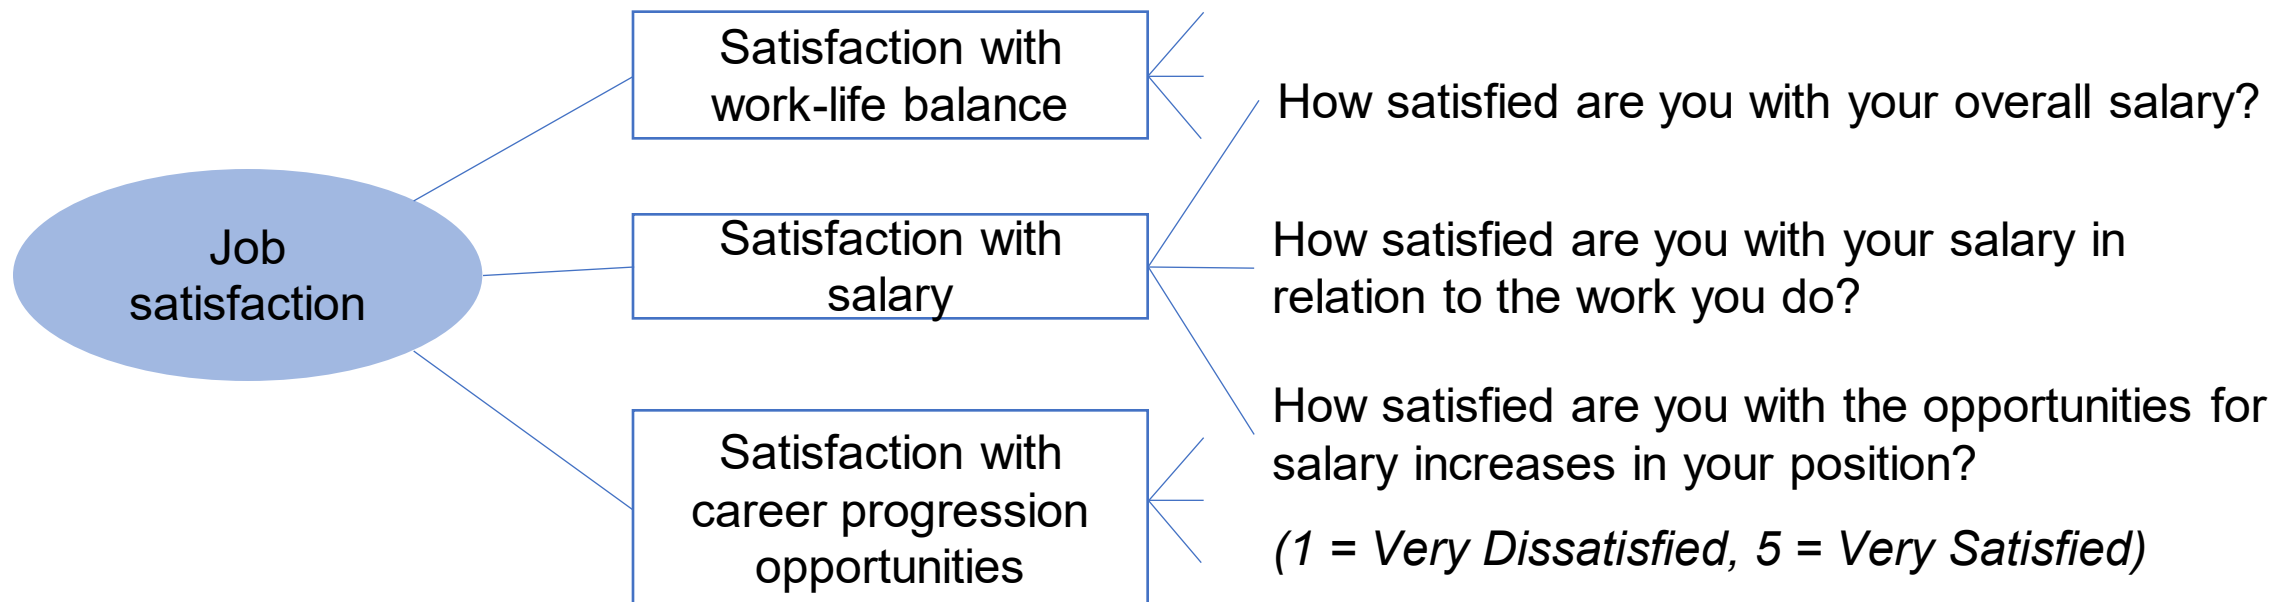 Job
satisfaction
Satisfaction with
work-life balance
Satisfaction with
salary
Satisfaction with
career progression
opportunities
How satisfied are you with your overall salary?
How satisfied are you with your salary in
relation to the work you do?
How satisfied are you with the opportunities for
salary increases in your position?
(1 = Very Dissatisfied, 5 = Very Satisfied)